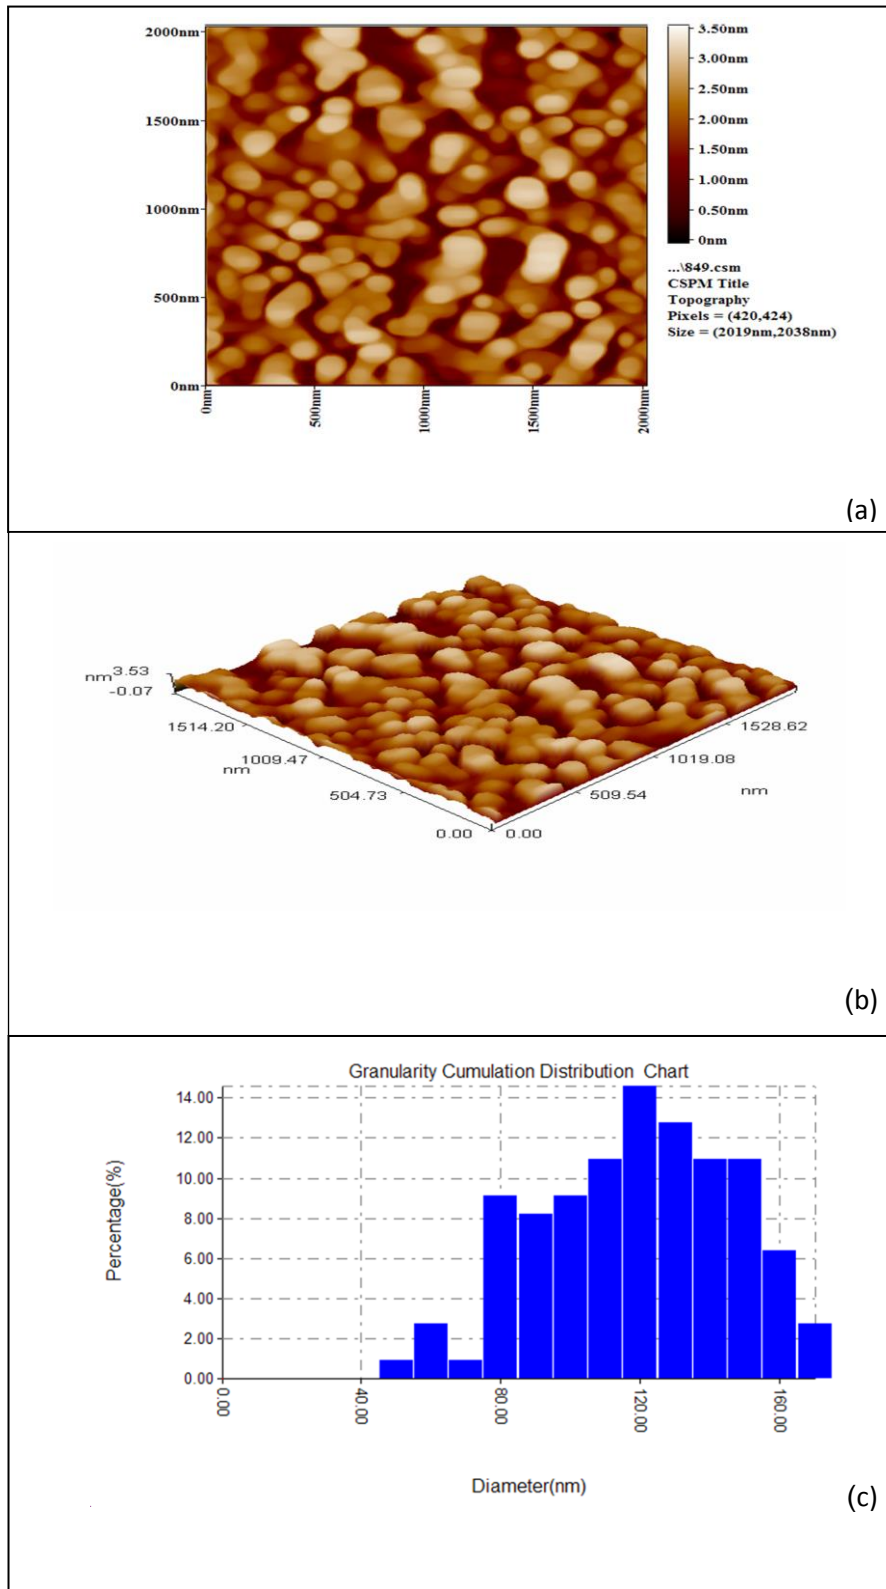 2000nm
1500nm
1000nm
500nm
0nm
0nm
500nm
1000nm
1500nm
2000nm
3.50nm
3.00nm
2.50nm
2.00nm
1.50nm
1.00nm
0.50nm
0nm
...\849.csm
CSPM Title
Topography
Pixels = (420,424)
Size = (2019nm,2038nm)
(a)
nm 3.53
-0.07
1514.20
1009.47
nm
504.73
0.00
0.00
509.54
1019.08
1528.62
nm
(b)
Granularity Cumulation Distribution Chart
Percentage(%)
14.00
12.00
10.00
8.00
6.00
4.00
2.00
0.00
0.00
40.00
80.00
120.00
160.00
Diameter(nm)
(c)